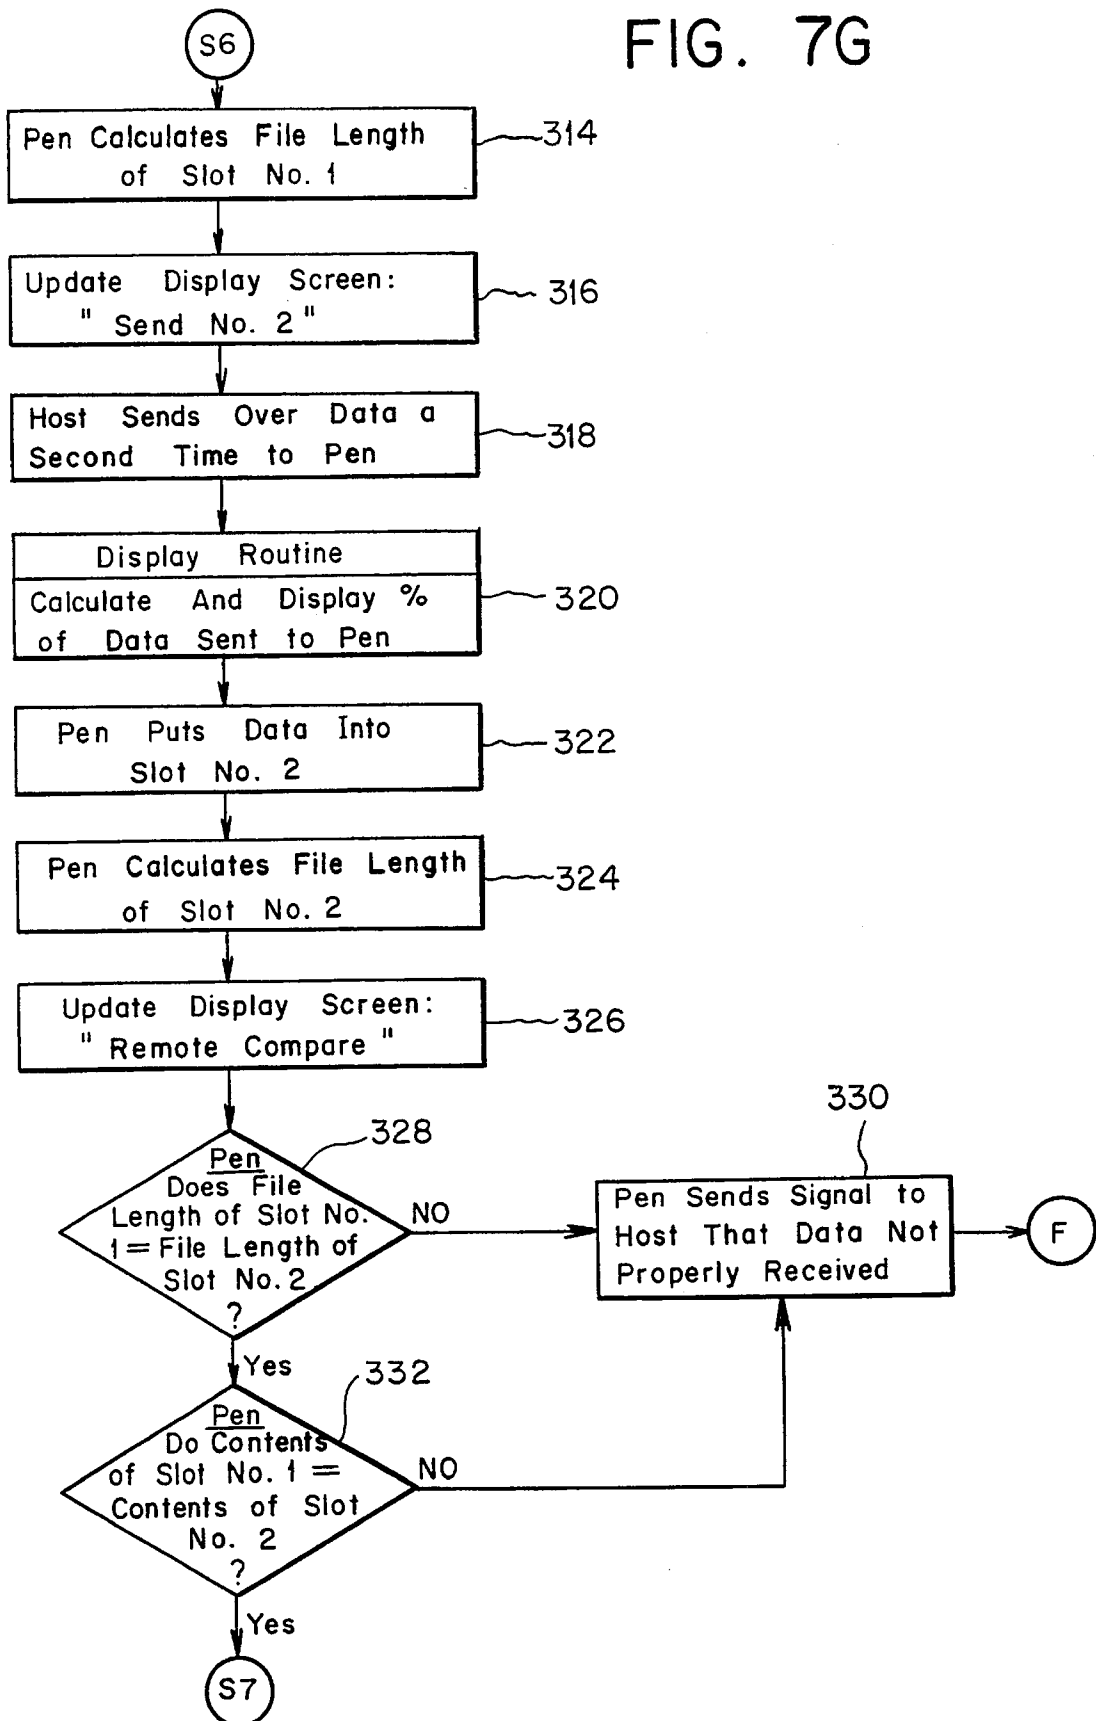 FIG. 7G
S6
Pen Calculates File Length
of Slot No. 1
314
Update Display Screen:
" Send No. 2 "
316
Host Sends Over Data a
Second Time to Pen
318
Display Routine
Calculate And Display %
of Data Sent to Pen
320
Pen Puts Data Into
Slot No. 2
322
Pen Calculates File Length
of Slot No. 2
324
Update Display Screen:
" Remote Compare "
326
328
Pen
Does File
Length of Slot No.
1 = File Length of
Slot No. 2
?
NO
Yes
330
Pen Sends Signal to
Host That Data Not
Properly Received
F
332
Pen
Do Contents
of Slot No. 1 =
Contents of Slot
No. 2
?
NO
Yes
S7